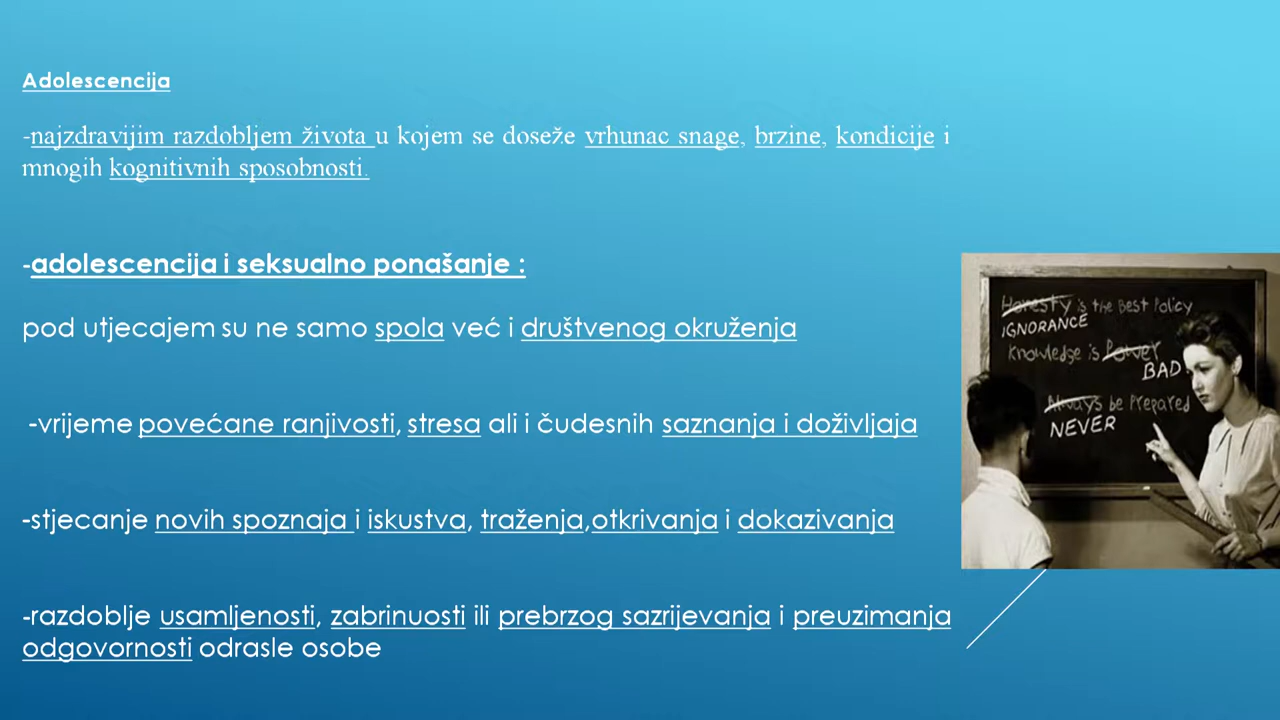 Adolescencija
-najzdravijim razdobljem života u kojem se doseže vrhunac snage, brzine, kondicije i
mnogih kognitivnih sposobnosti.
-adolescencija i seksualno ponašanje :
pod utjecajem su ne samo spola već i društvenog okruženja
-vrijeme povećane ranjivosti, stresa ali i čudesnih saznanja i doživljaja
-stjecanje novih spoznaja i iskustva, traženja,otkrivanja i dokazivanja
-razdoblje usamljenosti, zabrinuosti ili prebrzog sazrijevanja i preuzimanja
odgovornosti odrasle osobe
Honesty is the Best Policy
IGNORANCE
Knowledge is Power
BAD
Always be Prepared
NEVER